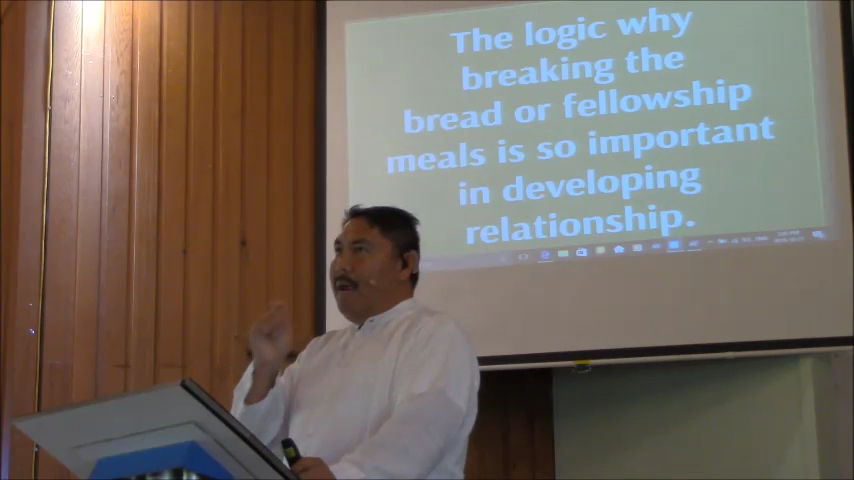 The logic why
breaking the
bread or fellowship
meals is so important
in developing
relationship.